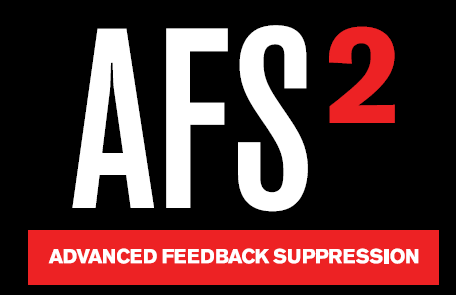 AFS²
ADVANCED FEEDBACK SUPPRESSION